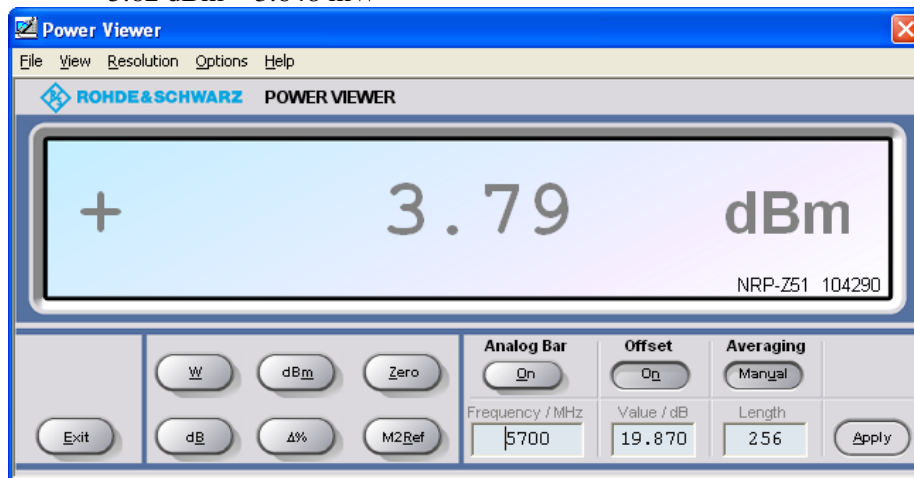 Power Viewer
File View Resolution Options Help
ROHDE&SCHWARZ POWER VIEWER
+ 3.79 dBm
NRP-Z51 104290
Analog Bar Offset Averaging
W dBm Zero On On Manual
Frequency / MHz Value / dB Length
Exit dB Δ% M2Ref 5700 19.870 256 Apply